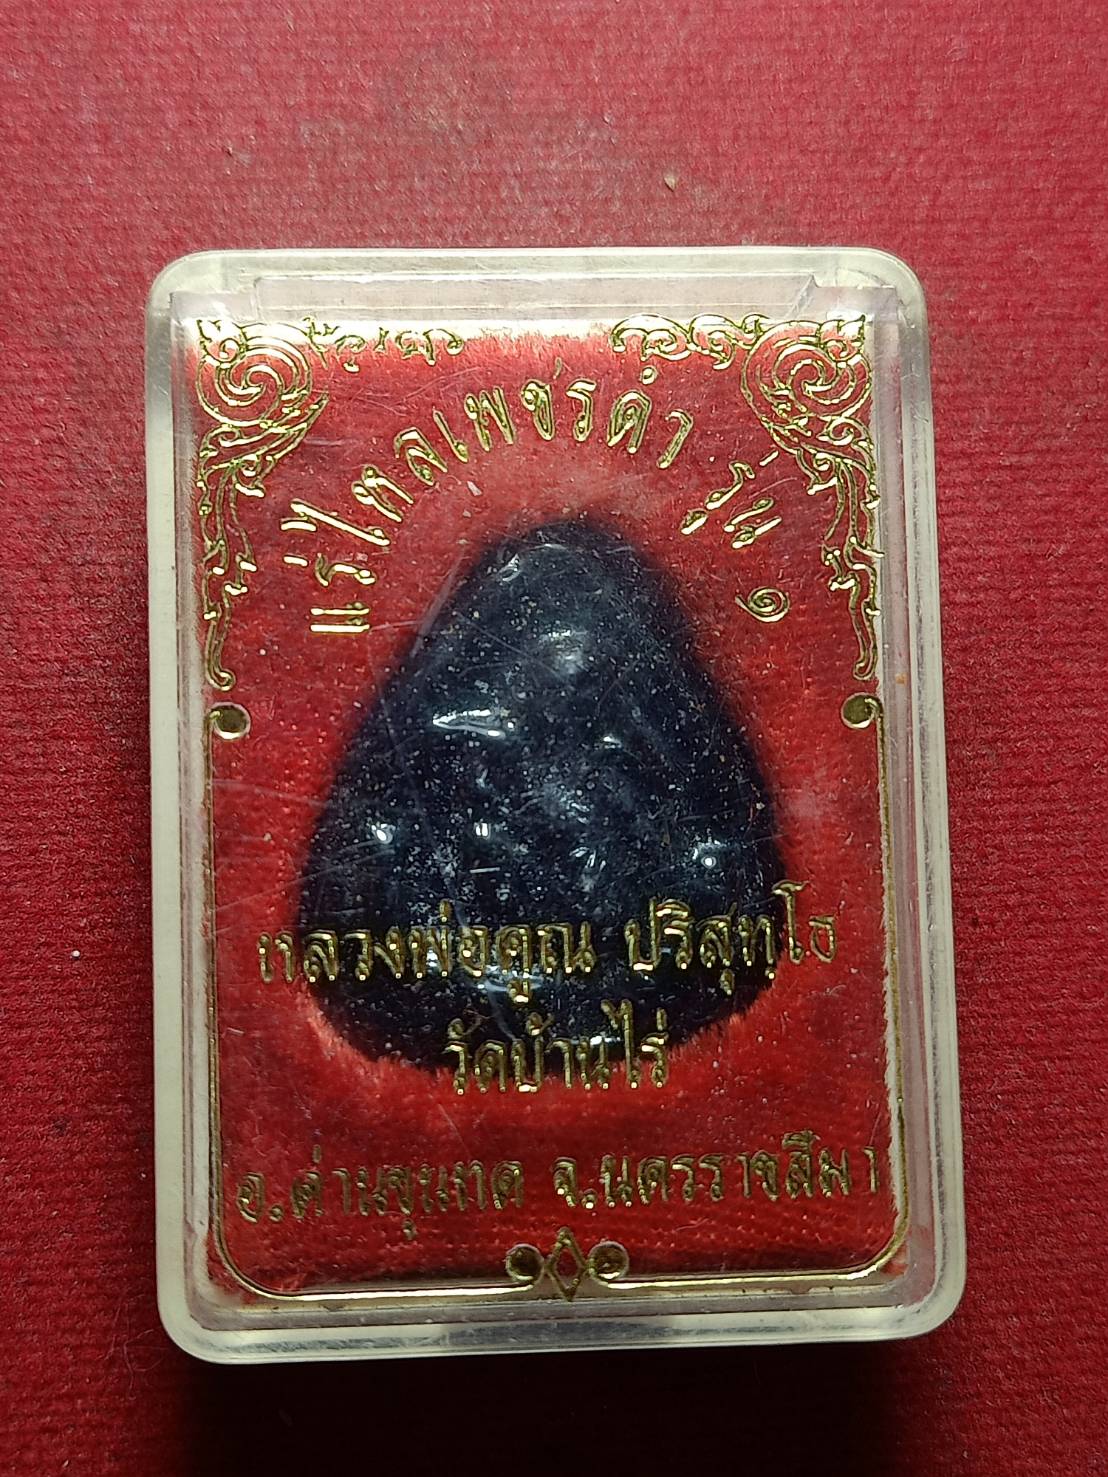 แร่ไหลเพชรดำ รุ่น ๑
หลวงพ่อคูณ ปริสุทฺโธ
วัดบ้านไร่
อ.ด่านขุนทด จ.นครราชสีมา